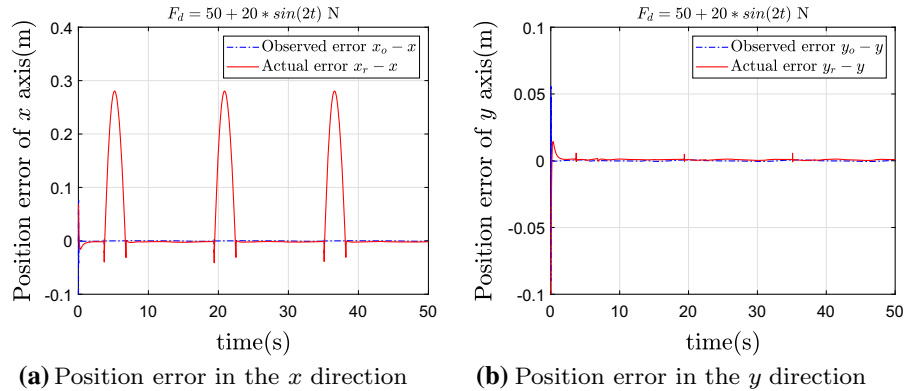 F_d = 50 + 20 * sin(2t) N
Position error of x axis(m)
0.4
0.3
0.2
0.1
0
-0.1
Observed error x_o − x
Actual error x_r − x
0 10 20 30 40 50
time(s)
(a) Position error in the x direction
F_d = 50 + 20 * sin(2t) N
Position error of y axis(m)
0.1
0.05
0
-0.05
-0.1
Observed error y_o − y
Actual error y_r − y
0 10 20 30 40 50
time(s)
(b) Position error in the y direction